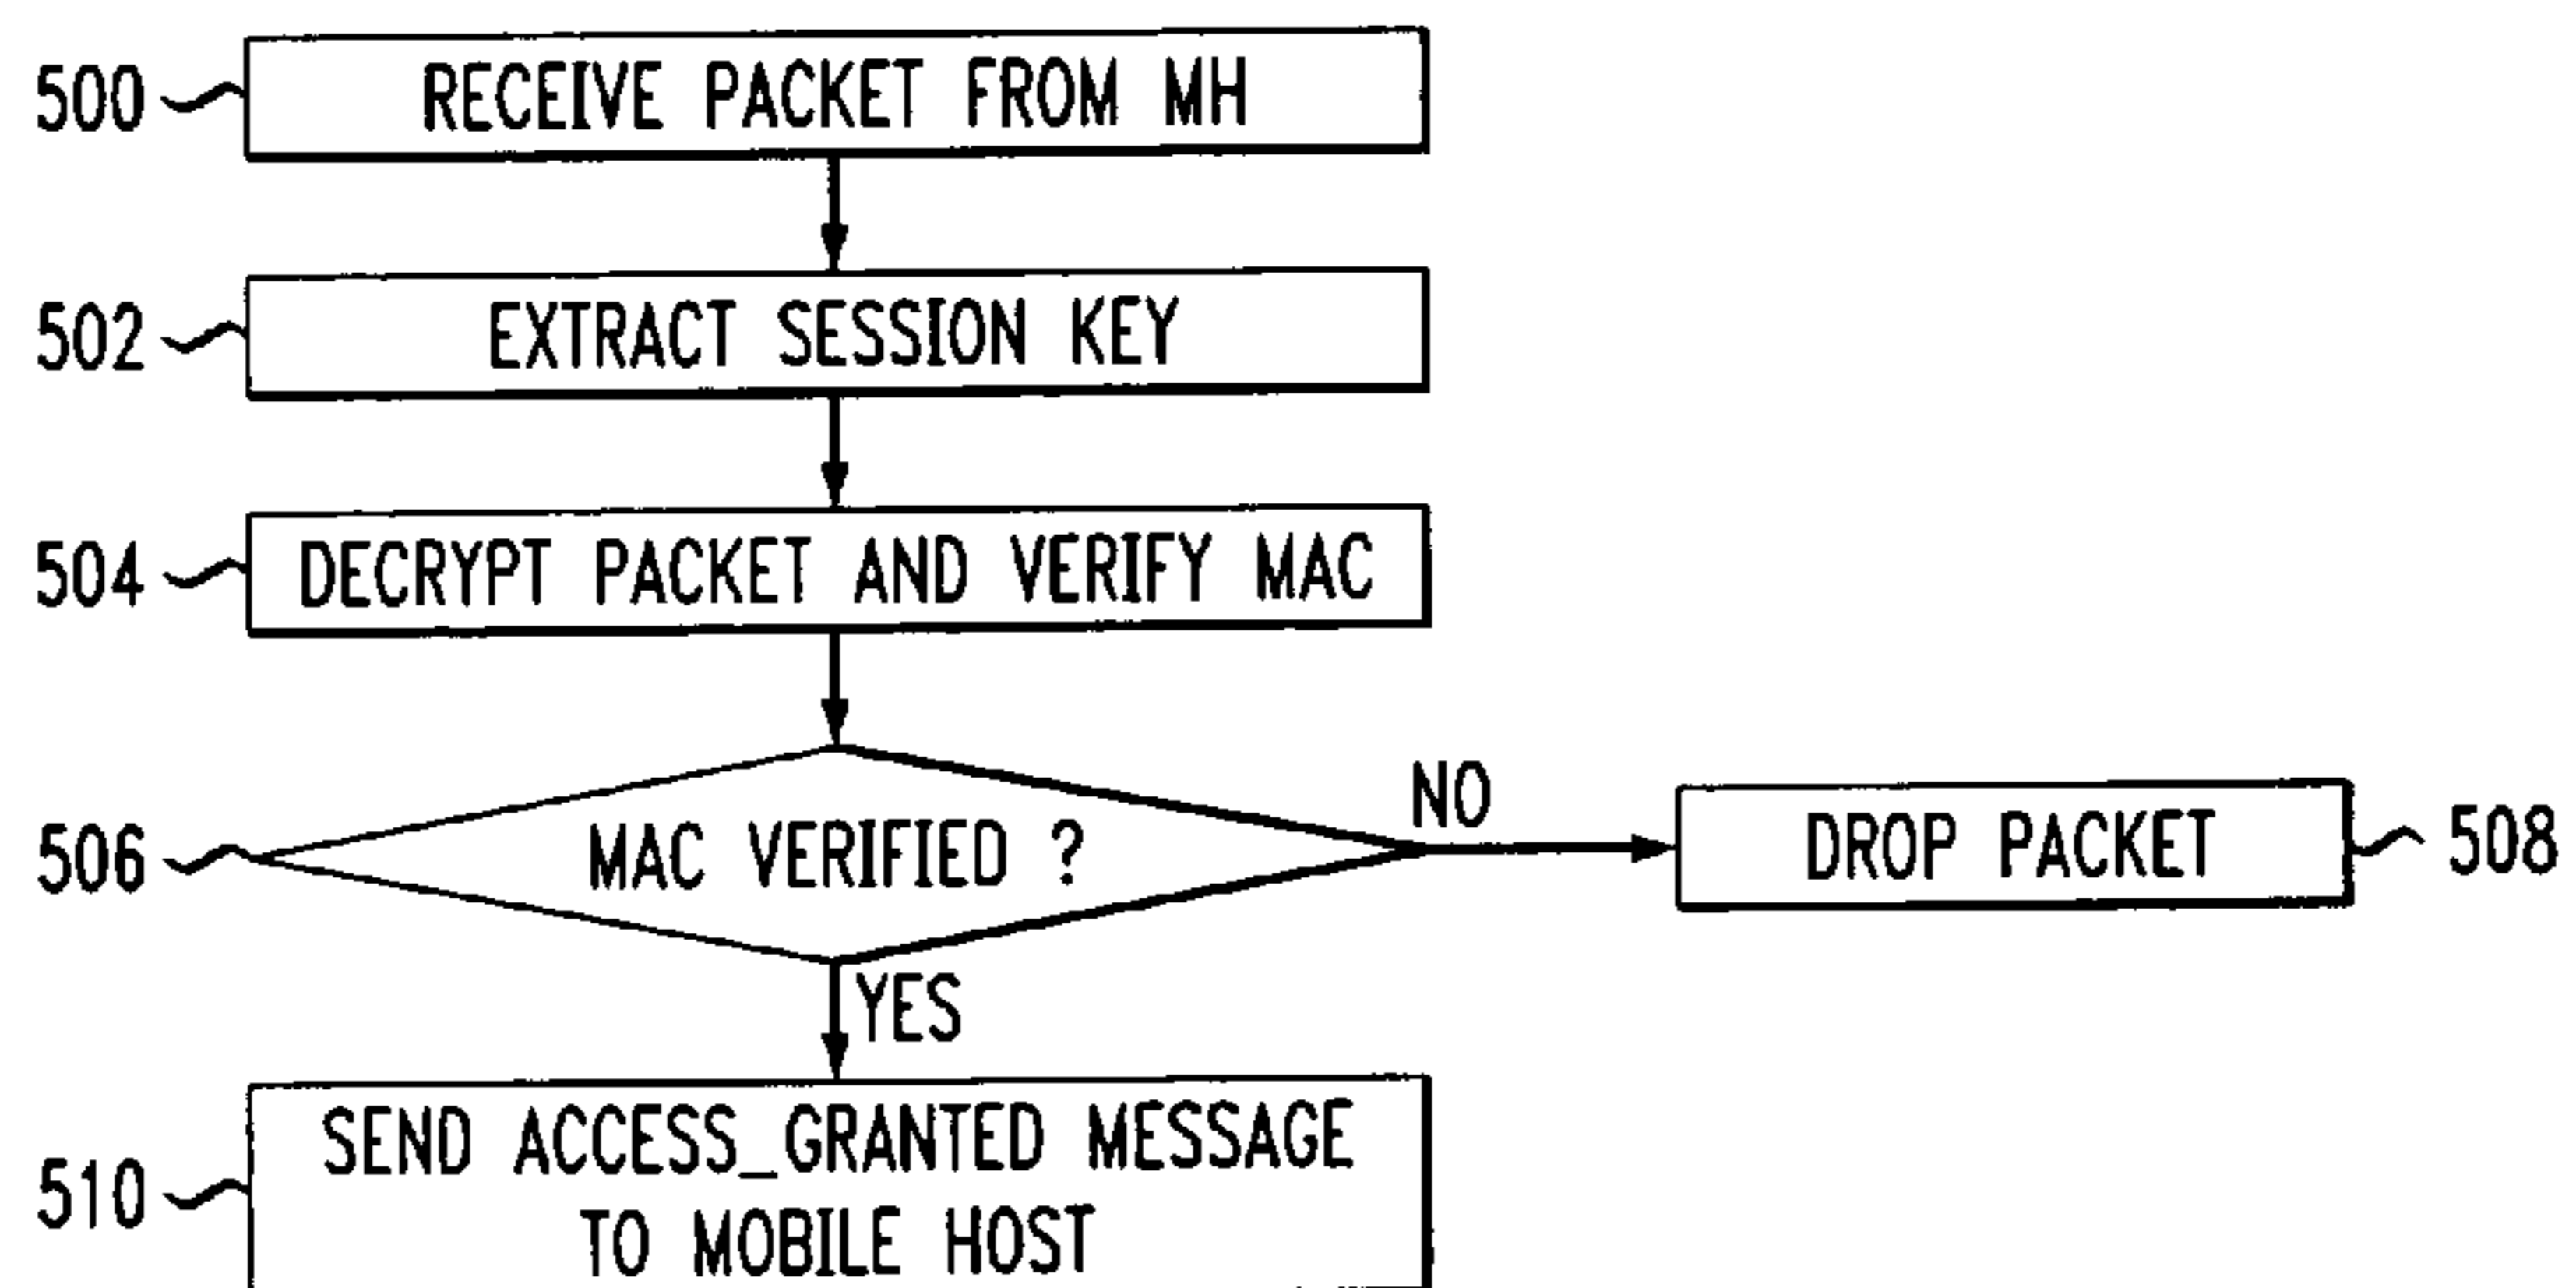 500
RECEIVE PACKET FROM MH
502
EXTRACT SESSION KEY
504
DECRYPT PACKET AND VERIFY MAC
506
MAC VERIFIED ?
NO
DROP PACKET
508
YES
510
SEND ACCESS_GRANTED MESSAGE
TO MOBILE HOST